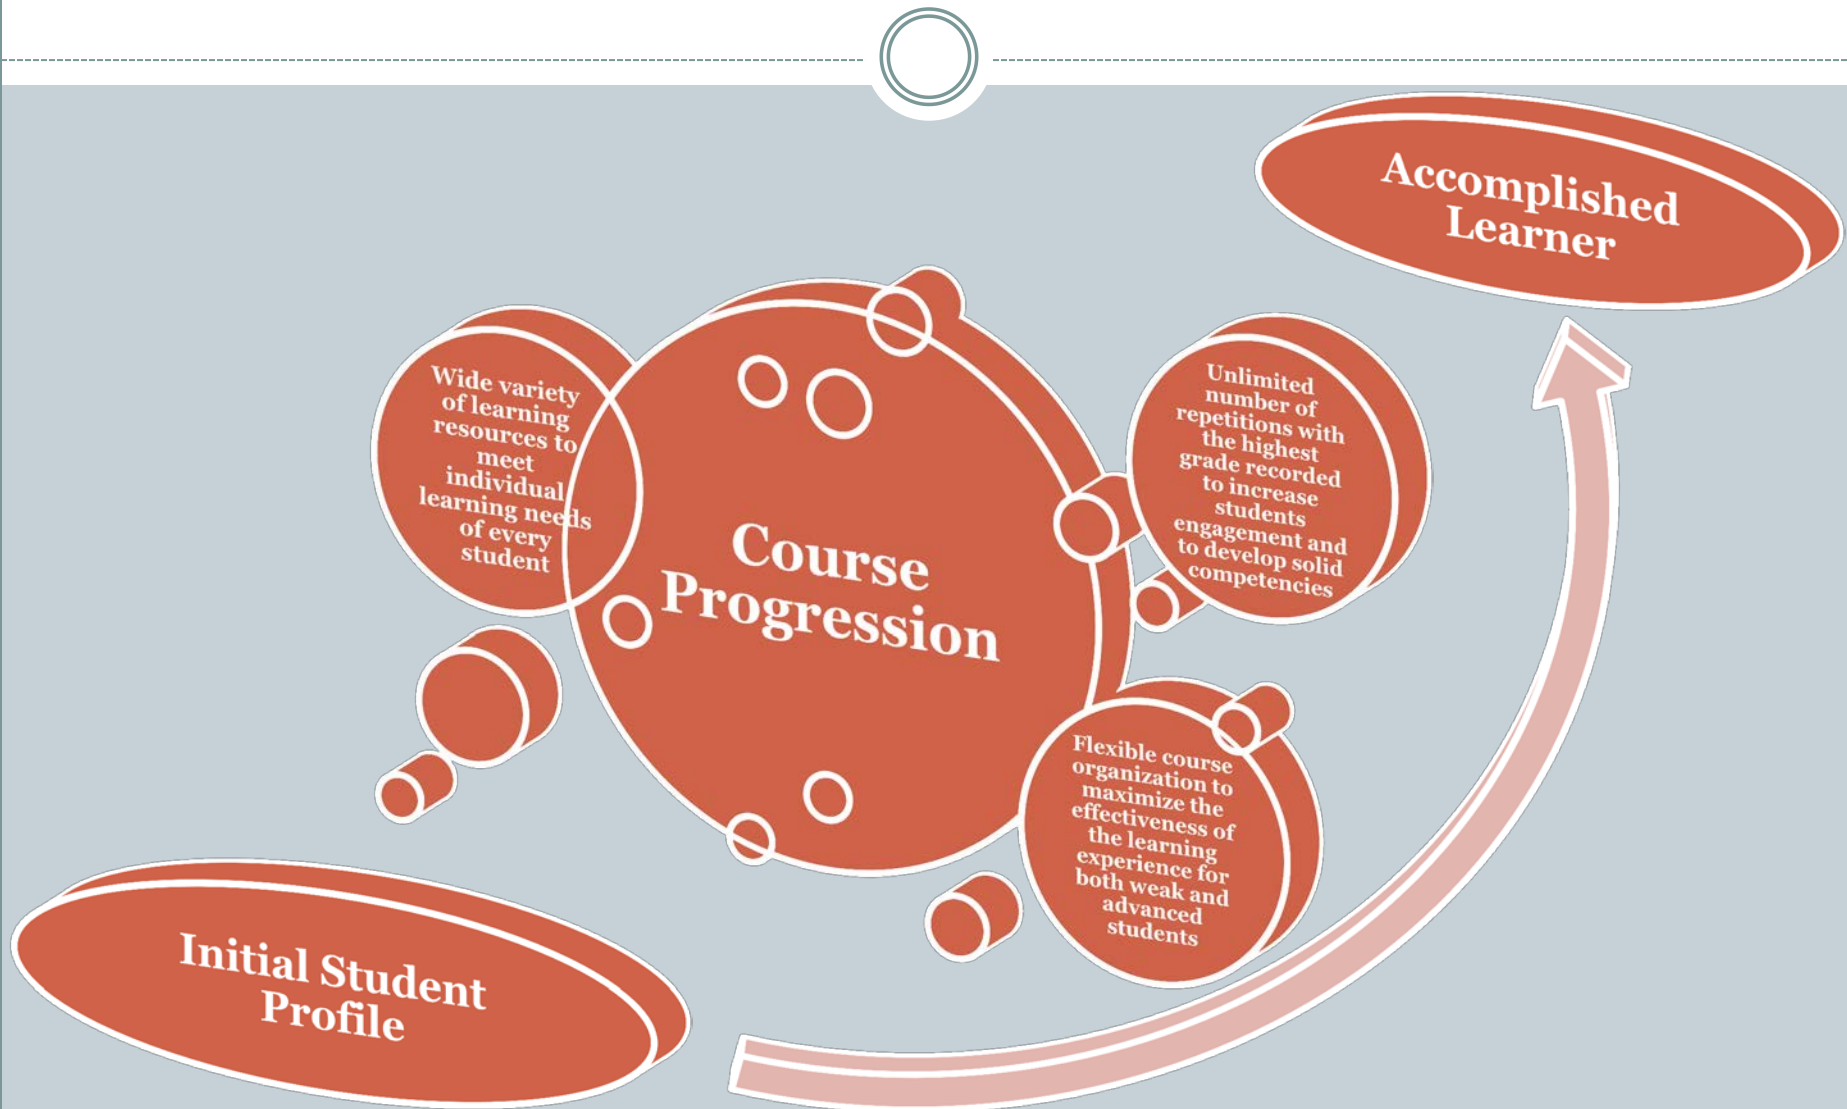 Accomplished
Learner
Wide variety
of learning
resources to
meet
individual
learning needs
of every
student
Course
Progression
Unlimited
number of
repetitions with
the highest
grade recorded
to increase
students
engagement and
to develop solid
competencies
Flexible course
organization to
maximize the
effectiveness of
the learning
experience for
both weak and
advanced
students
Initial Student
Profile